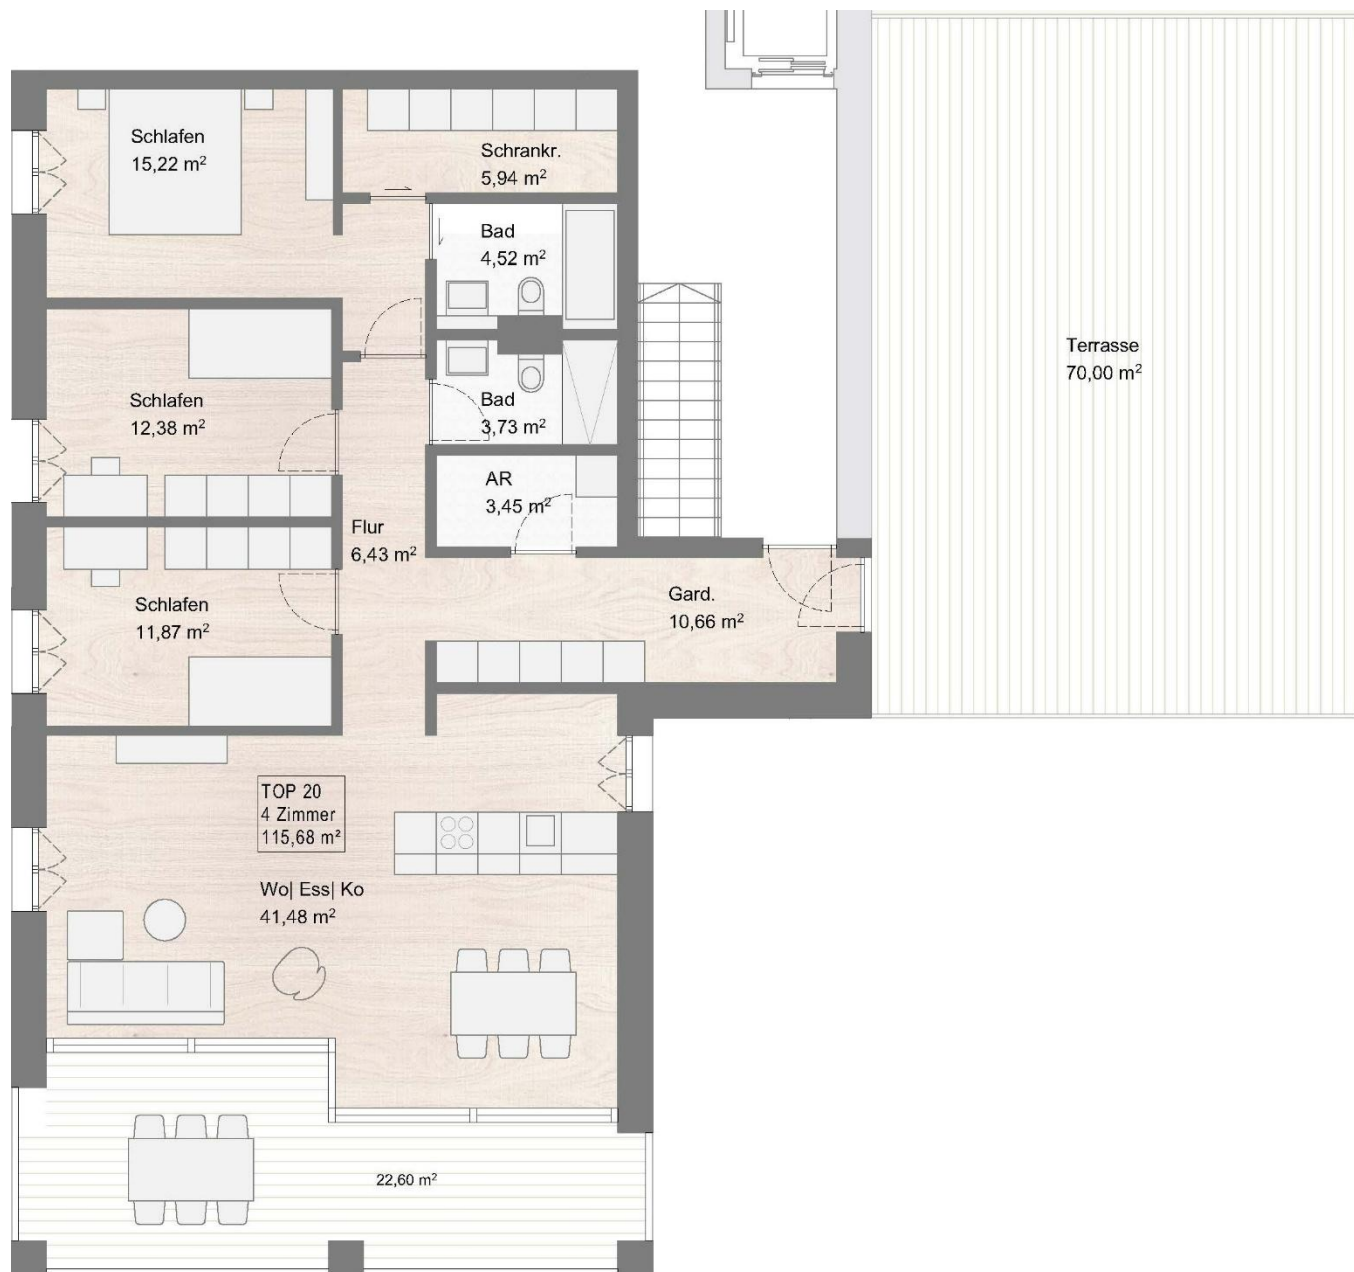 Schlafen
15,22 m²
Schrankr.
5,94 m²
Bad
4,52 m²
Terrasse
70,00 m²
Schlafen
12,38 m²
Bad
3,73 m²
AR
3,45 m²
Flur
6,43 m²
Gard.
10,66 m²
Schlafen
11,87 m²
TOP 20
4 Zimmer
115,68 m²
Wo| Ess| Ko
41,48 m²
22,60 m²